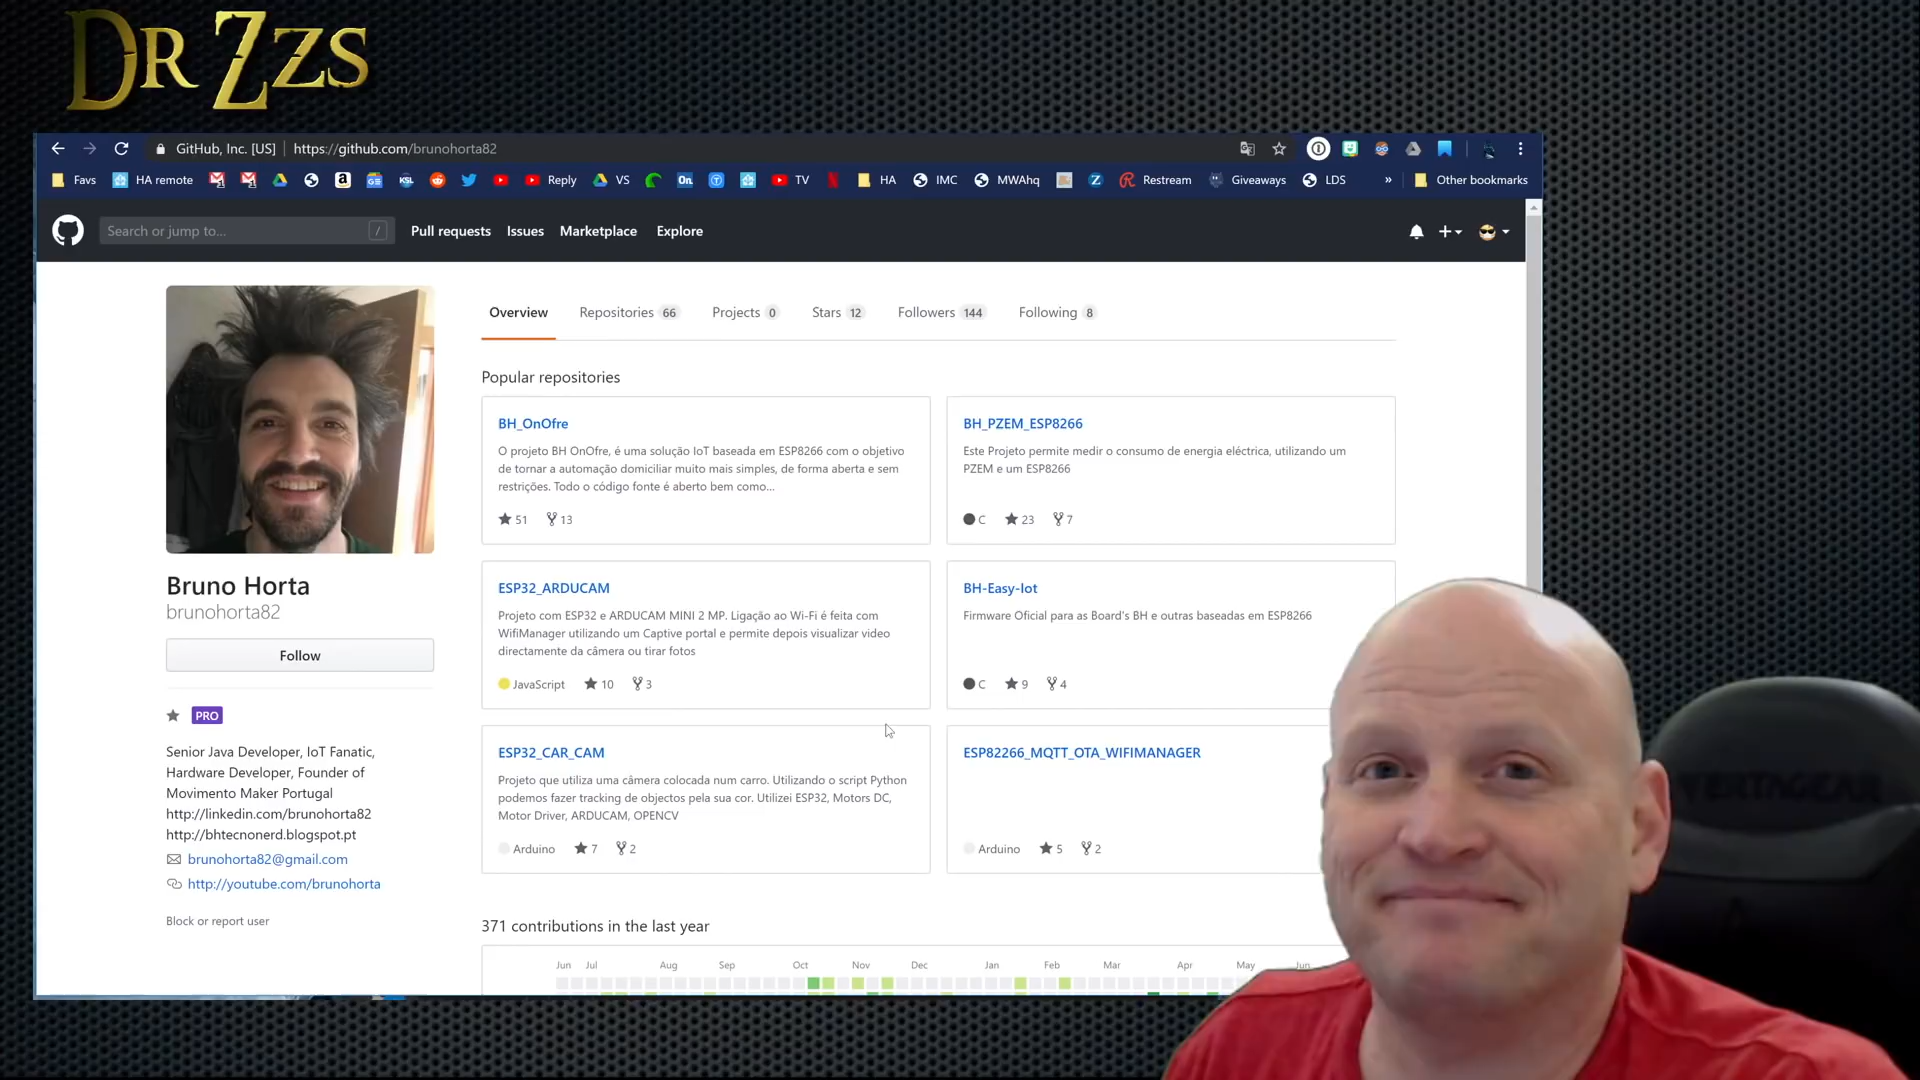 DR ZZS
GitHub, Inc. [US] https://github.com/brunohorta82
Favs HA remote Reply VS On. TV HA IMC MWAhq Z Restream Giveaways LDS » Other bookmarks
Search or jump to... / Pull requests Issues Marketplace Explore
Overview Repositories 66 Projects 0 Stars 12 Followers 144 Following 8
Popular repositories
BH_OnOfre
O projeto BH OnOfre, é uma solução IoT baseada em ESP8266 com o objetivo
de tornar a automação domiciliar muito mais simples, de forma aberta e sem
restrições. Todo o código fonte é aberto bem como...
51 13
BH_PZEM_ESP8266
Este Projeto permite medir o consumo de energia eléctrica, utilizando um
PZEM e um ESP8266
C 23 7
ESP32_ARDUCAM
Projeto com ESP32 e ARDUCAM MINI 2 MP. Ligação ao Wi-Fi é feita com
WifiManager utilizando um Captive portal e permite depois visualizar video
directamente da câmera ou tirar fotos
JavaScript 10 3
BH-Easy-Iot
Firmware Oficial para as Board's BH e outras baseadas em ESP8266
C 9 4
ESP32_CAR_CAM
Projeto que utiliza uma câmera colocada num carro. Utilizando o script Python
podemos fazer tracking de objectos pela sua cor. Utilizei ESP32, Motors DC,
Motor Driver, ARDUCAM, OPENCV
Arduino 7 2
ESP82266_MQTT_OTA_WIFIMANAGER
Arduino 5 2
Bruno Horta
brunohorta82
Follow
PRO
Senior Java Developer, IoT Fanatic,
Hardware Developer, Founder of
Movimento Maker Portugal
http://linkedin.com/brunohorta82
http://bhtecnonerd.blogspot.pt
brunohorta82@gmail.com
http://youtube.com/brunohorta
Block or report user
371 contributions in the last year
Jun Jul Aug Sep Oct Nov Dec Jan Feb Mar Apr May Jun
VERTAGEAR